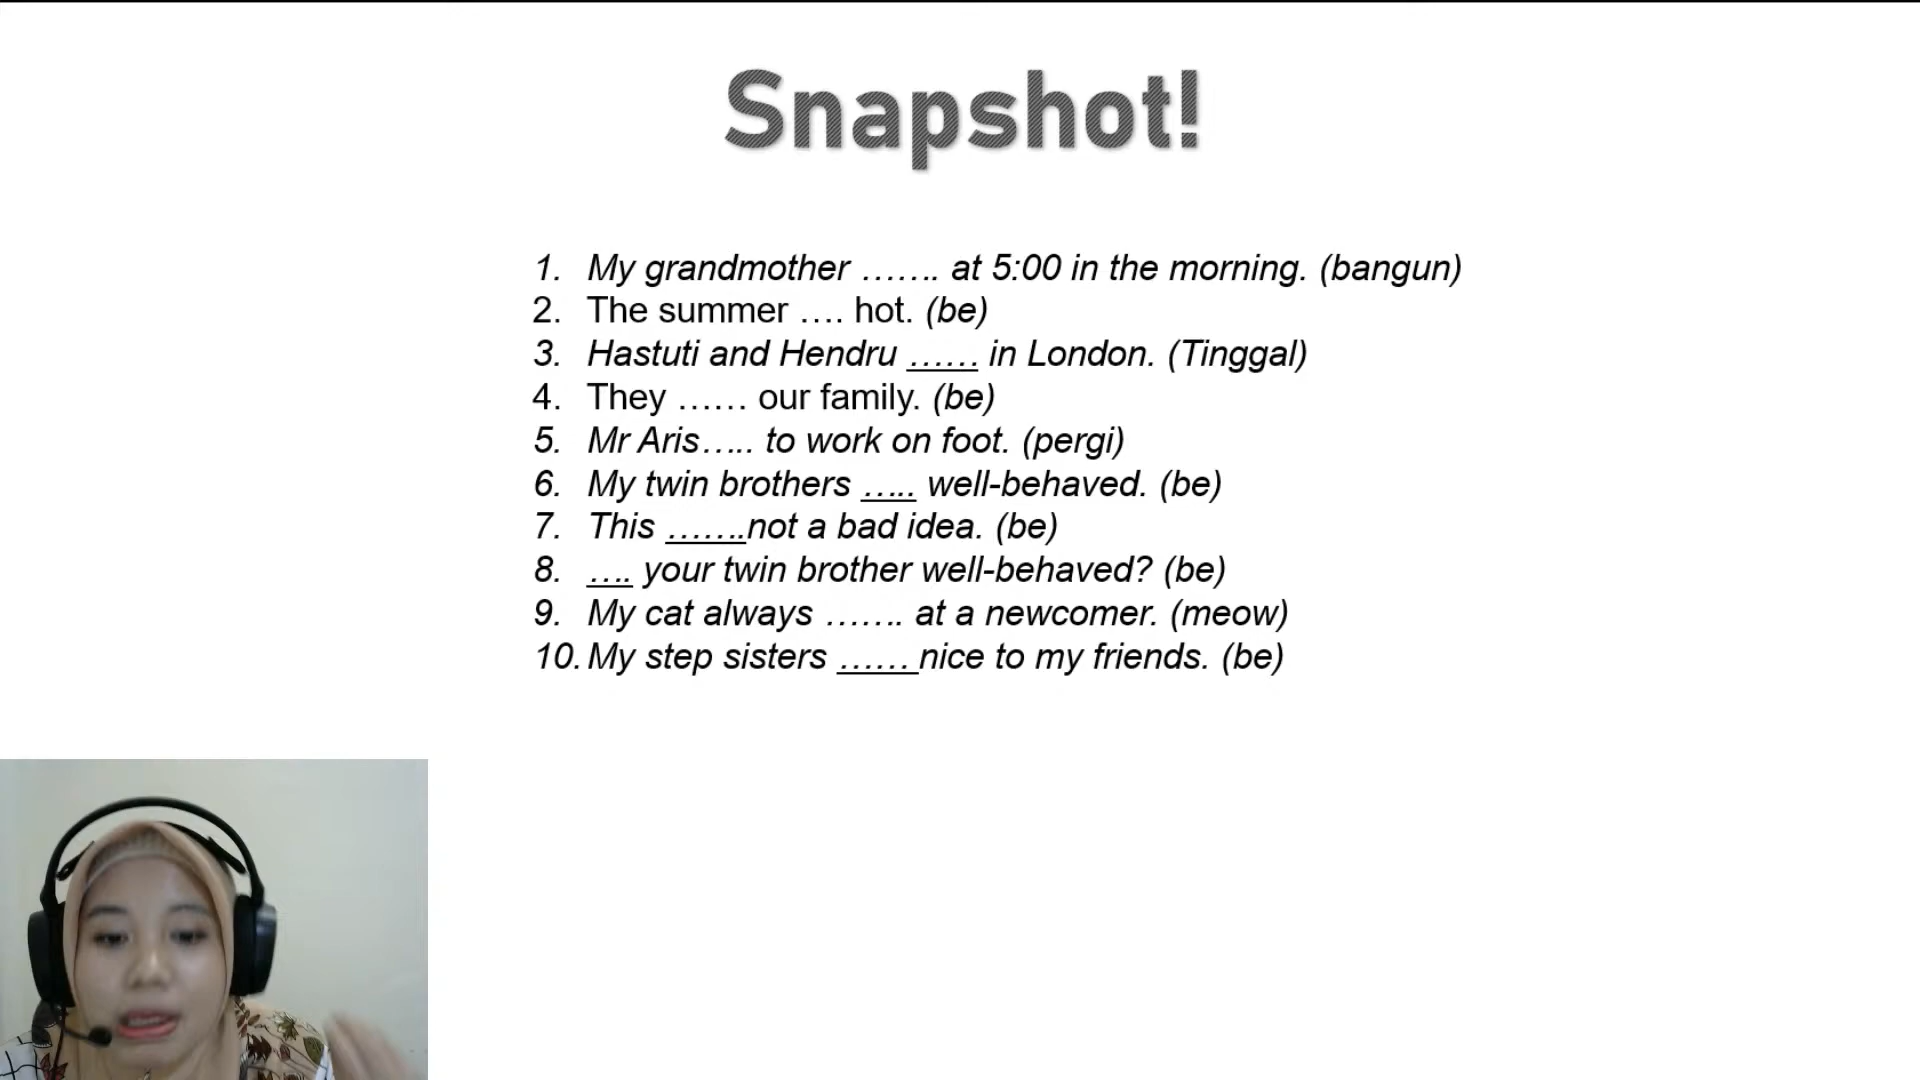 Snapshot!
1. My grandmother ……. at 5:00 in the morning. (bangun)
2. The summer …. hot. (be)
3. Hastuti and Hendru …… in London. (Tinggal)
4. They …… our family. (be)
5. Mr Aris….. to work on foot. (pergi)
6. My twin brothers ….. well-behaved. (be)
7. This …….not a bad idea. (be)
8. …. your twin brother well-behaved? (be)
9. My cat always ……. at a newcomer. (meow)
10. My step sisters …… nice to my friends. (be)